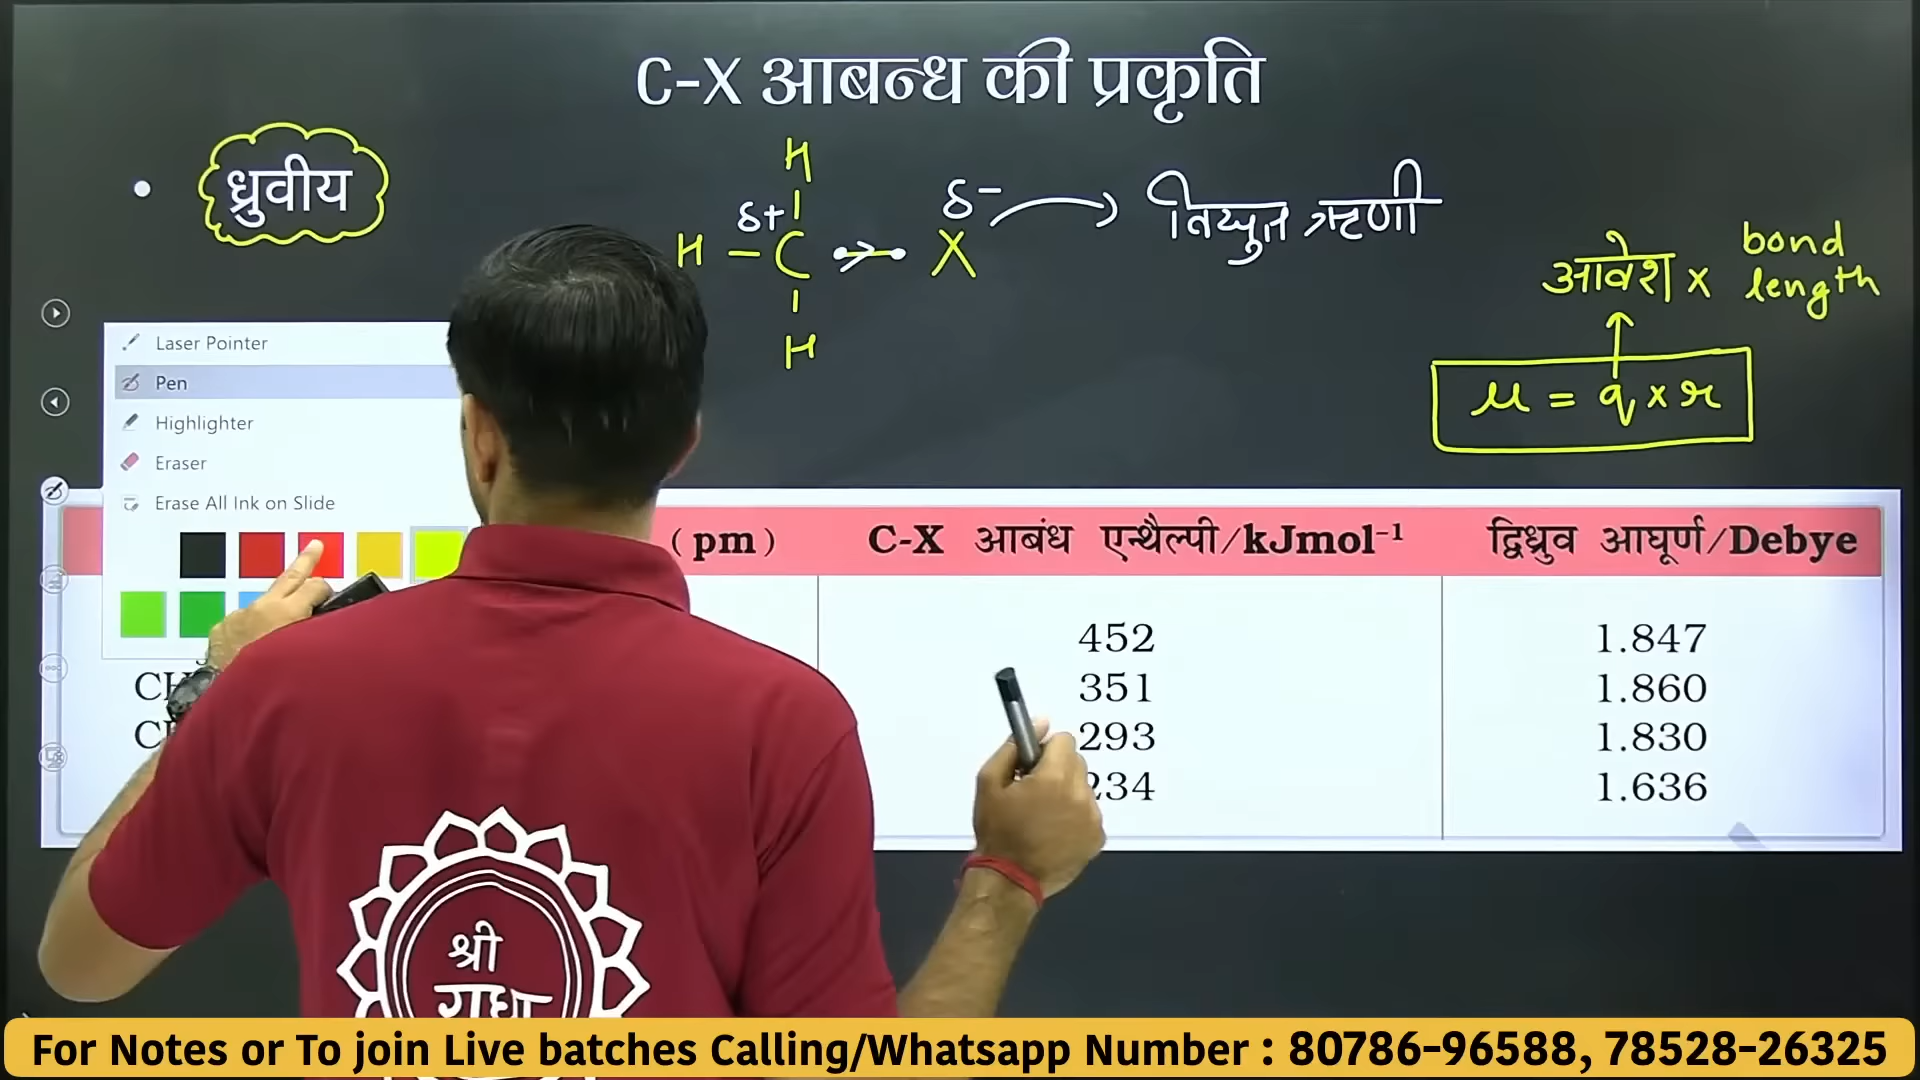 C-X आबन्ध की प्रकृति
• ध्रुवीय
H
δ+ δ-
H - C X
H
विद्युत ऋणी
आवेश x bond length
μ = q x r
Laser Pointer
Pen
Highlighter
Eraser
Erase All Ink on Slide
(pm) C-X आबंध एन्थैल्पी/kJmol⁻¹ द्विध्रुव आघूर्ण/Debye
452 1.847
351 1.860
293 1.830
234 1.636
श्री
राधा
For Notes or To join Live batches Calling/Whatsapp Number : 80786-96588, 78528-26325